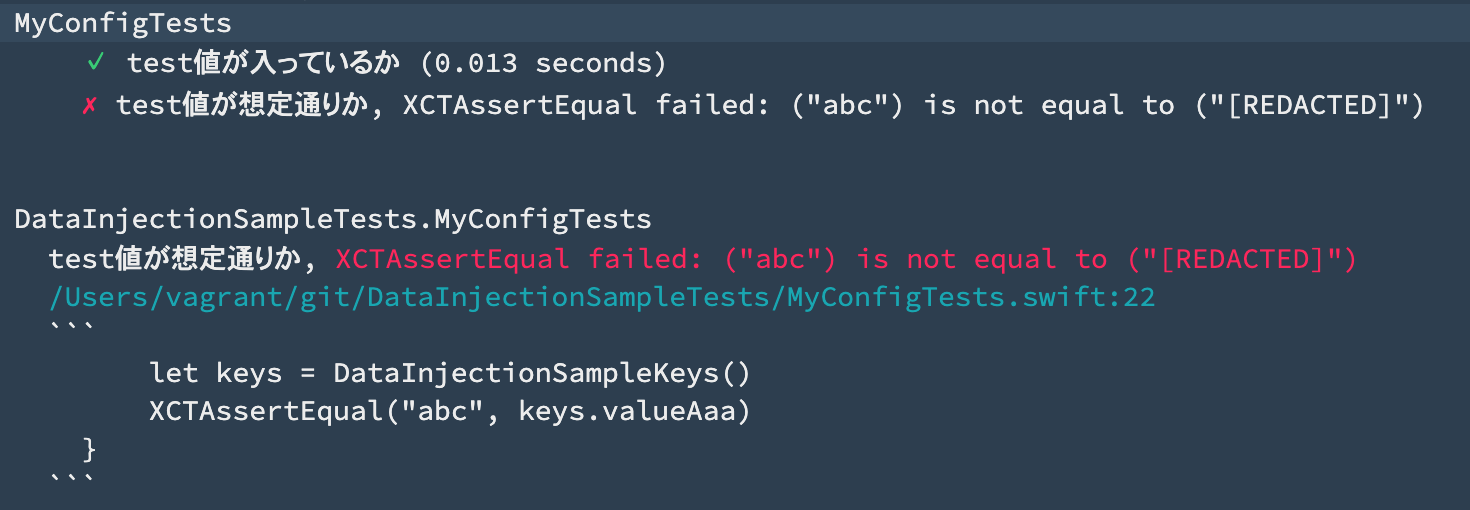 MyConfigTests
✓ test値が入っているか (0.013 seconds)
✗ test値が想定通りか, XCTAssertEqual failed: ("abc") is not equal to ("[REDACTED]")
DataInjectionSampleTests.MyConfigTests
test値が想定通りか, XCTAssertEqual failed: ("abc") is not equal to ("[REDACTED]")
/Users/vagrant/git/DataInjectionSampleTests/MyConfigTests.swift:22
```
let keys = DataInjectionSampleKeys()
XCTAssertEqual("abc", keys.valueAaa)
}
```